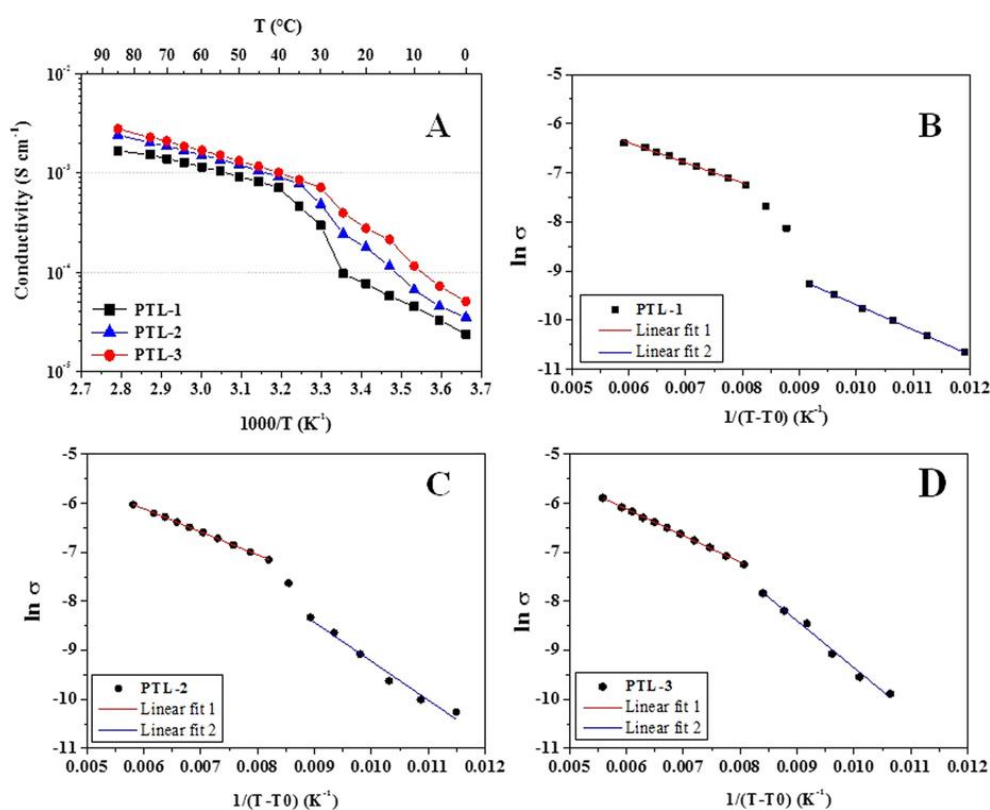 T (°C)
90 80 70 60 50 40 30 20 10 0
10⁻²
10⁻³
10⁻⁴
10⁻⁵
Conductivity (S cm⁻¹)
A
PTL-1
PTL-2
PTL-3
2.7 2.8 2.9 3.0 3.1 3.2 3.3 3.4 3.5 3.6 3.7
1000/T (K⁻¹)
-5
-6
-7
-8
-9
-10
-11
ln σ
B
PTL-1
Linear fit 1
Linear fit 2
0.005 0.006 0.007 0.008 0.009 0.010 0.011 0.012
1/(T-T0) (K⁻¹)
-5
-6
-7
-8
-9
-10
-11
ln σ
C
PTL-2
Linear fit 1
Linear fit 2
0.005 0.006 0.007 0.008 0.009 0.010 0.011 0.012
1/(T-T0) (K⁻¹)
-5
-6
-7
-8
-9
-10
-11
ln σ
D
PTL-3
Linear fit 1
Linear fit 2
0.005 0.006 0.007 0.008 0.009 0.010 0.011 0.012
1/(T-T0) (K⁻¹)